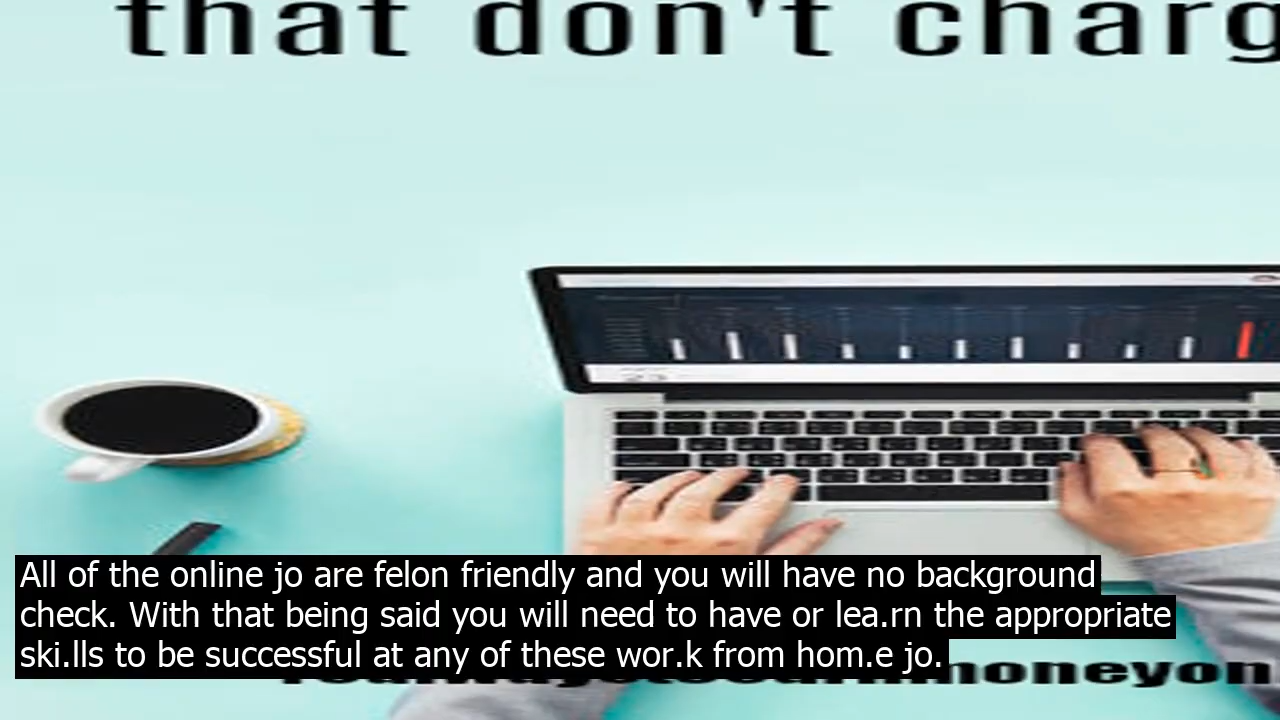 that don't charg
All of the online jo are felon friendly and you will have no background
check. With that being said you will need to have or lea.rn the appropriate
ski.lls to be successful at any of these wor.k from hom.e jo.